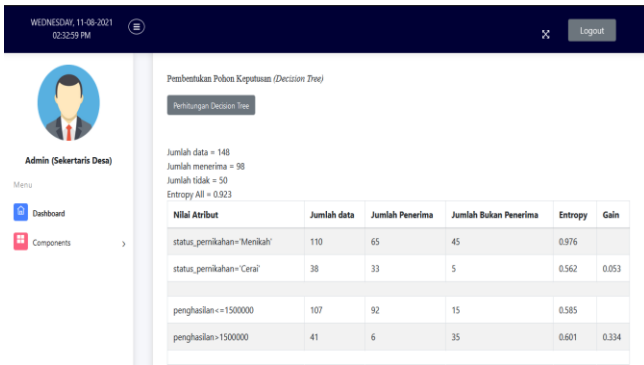 WEDNESDAY, 11-08-2021
02:32:59 PM
Logout
Admin (Sekertaris Desa)
Menu
Dashboard
Components
Pembentukan Pohon Keputusan (Decision Tree)
Perhitungan Decision Tree
Jumlah data = 148
Jumlah menerima = 98
Jumlah tidak = 50
Entropy All = 0.923
Nilai Atribut Jumlah data Jumlah Penerima Jumlah Bukan Penerima Entropy Gain
status_pernikahan='Menikah' 110 65 45 0.976
status_pernikahan='Cerai' 38 33 5 0.562 0.053
penghasilan<=1500000 107 92 15 0.585
penghasilan>1500000 41 6 35 0.601 0.334